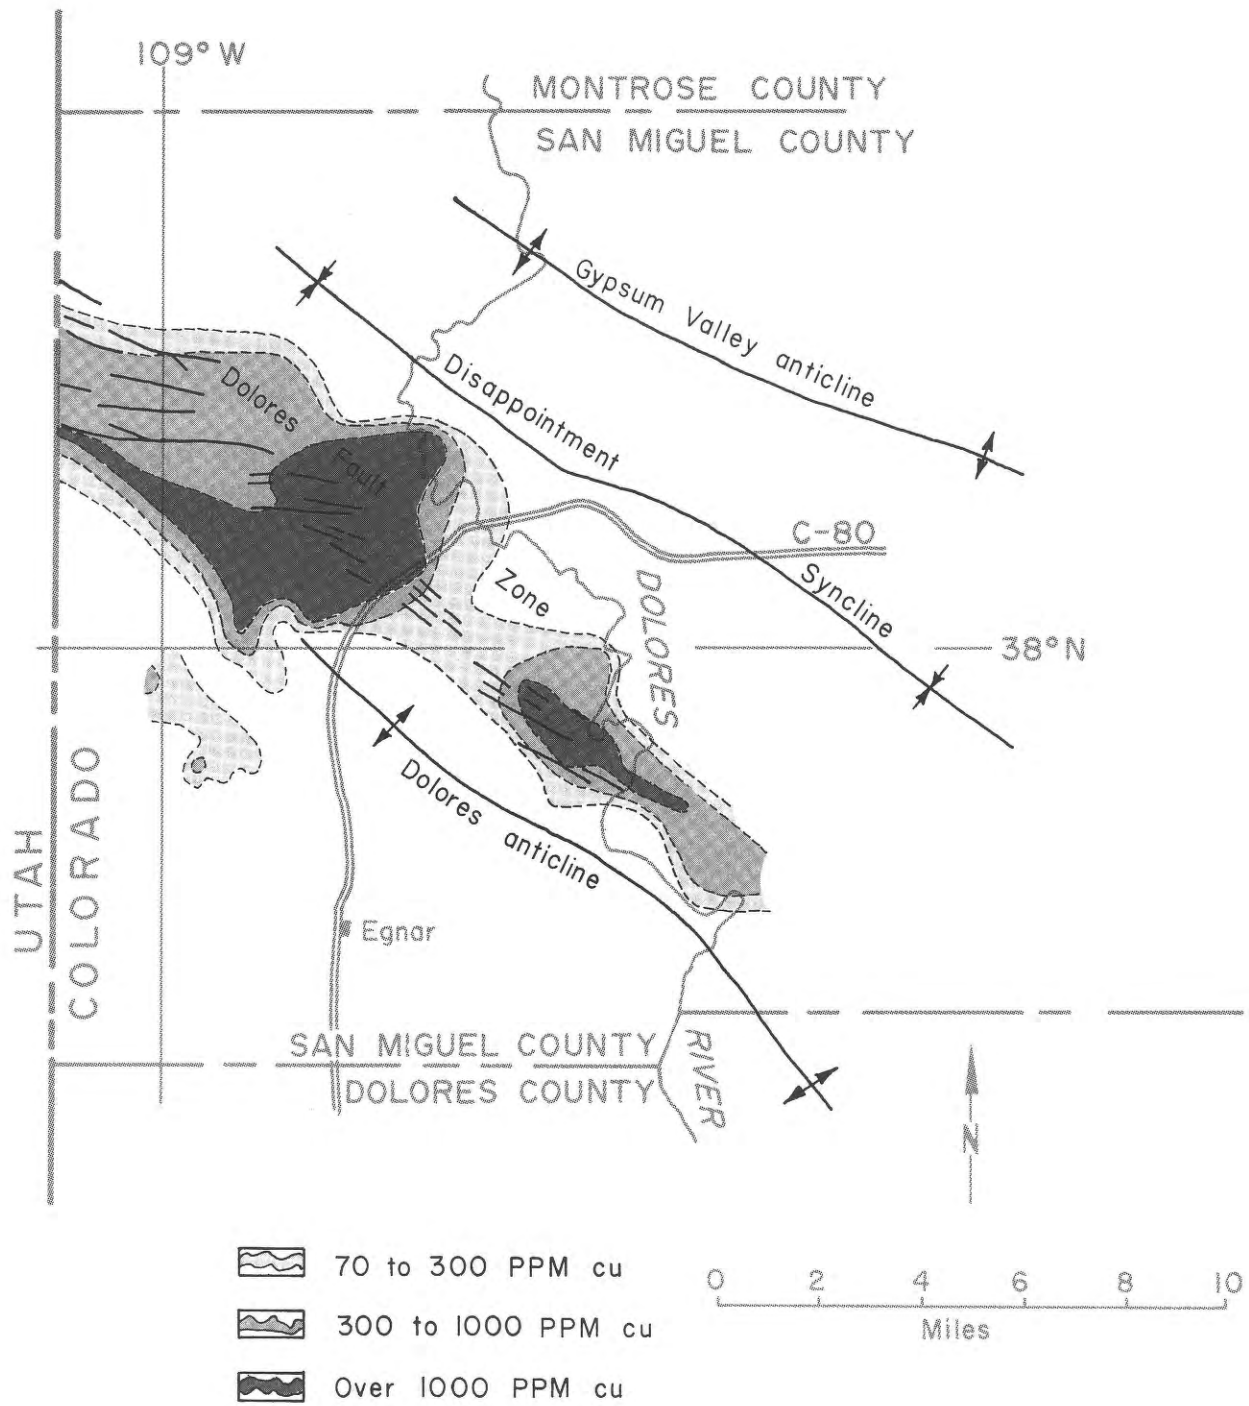 109° W
MONTROSE COUNTY
SAN MIGUEL COUNTY
Gypsum Valley anticline
Disappointment
Syncline
Dolores
Fault
Zone
C-80
DOLORES
38°N
Dolores anticline
UTAH
COLORADO
Egnar
SAN MIGUEL COUNTY
DOLORES COUNTY
RIVER
N
70 to 300 PPM cu
300 to 1000 PPM cu
Over 1000 PPM cu
0 2 4 6 8 10
Miles